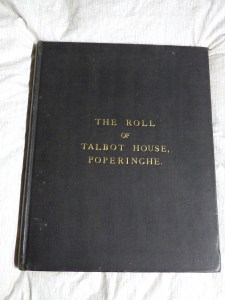 THE ROLL
OF
TALBOT HOUSE,
POPERINGHE.